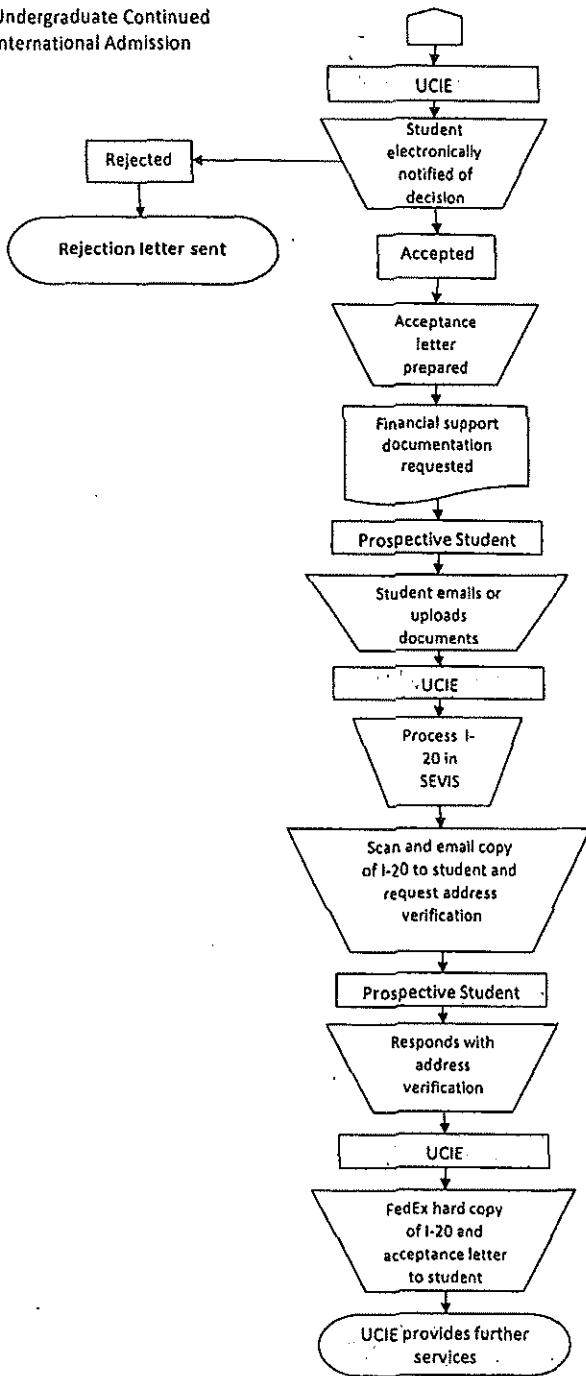 Undergraduate Continued
International Admission
UCIE
Student
electronically
notified of
decision
Rejected
Rejection letter sent
Accepted
Acceptance
letter
prepared
Financial support
documentation
requested
Prospective Student
Student emails or
uploads
documents
UCIE
Process I-
20 in
SEVIS
Scan and email copy
of I-20 to student and
request address
verification
Prospective Student
Responds with
address
verification
UCIE
FedEx hard copy
of I-20 and
acceptance letter
to student
UCIE provides further
services